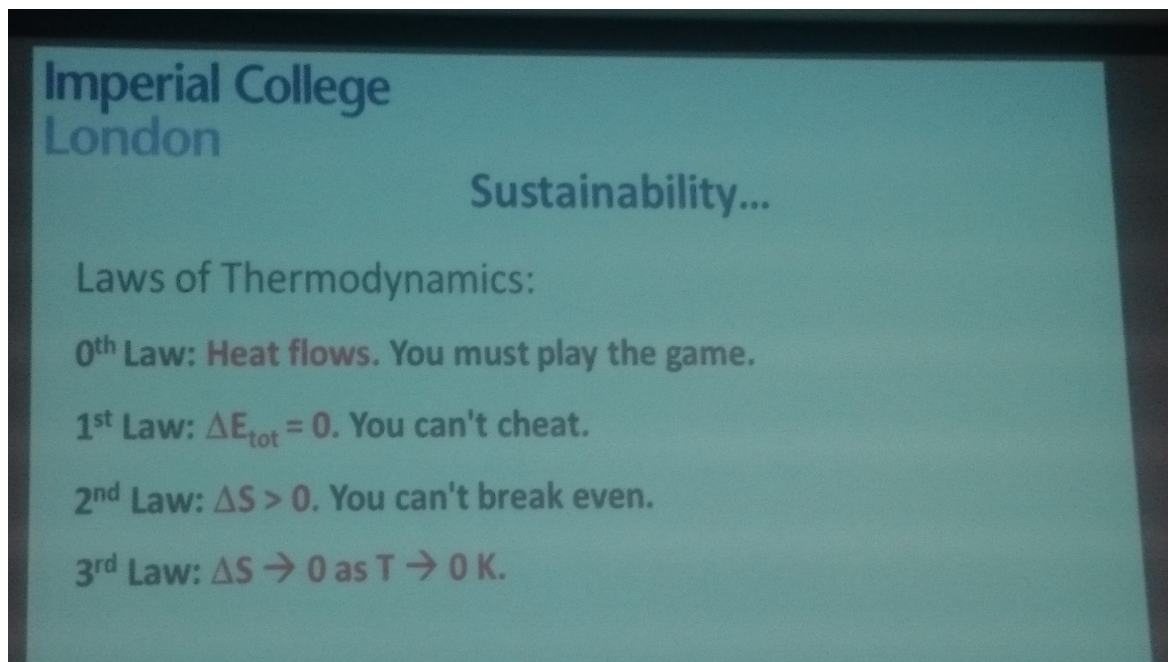 Imperial College
London
Sustainability...
Laws of Thermodynamics:
0th Law: Heat flows. You must play the game.
1st Law: ΔEtot = 0. You can't cheat.
2nd Law: ΔS > 0. You can't break even.
3rd Law: ΔS → 0 as T → 0 K.